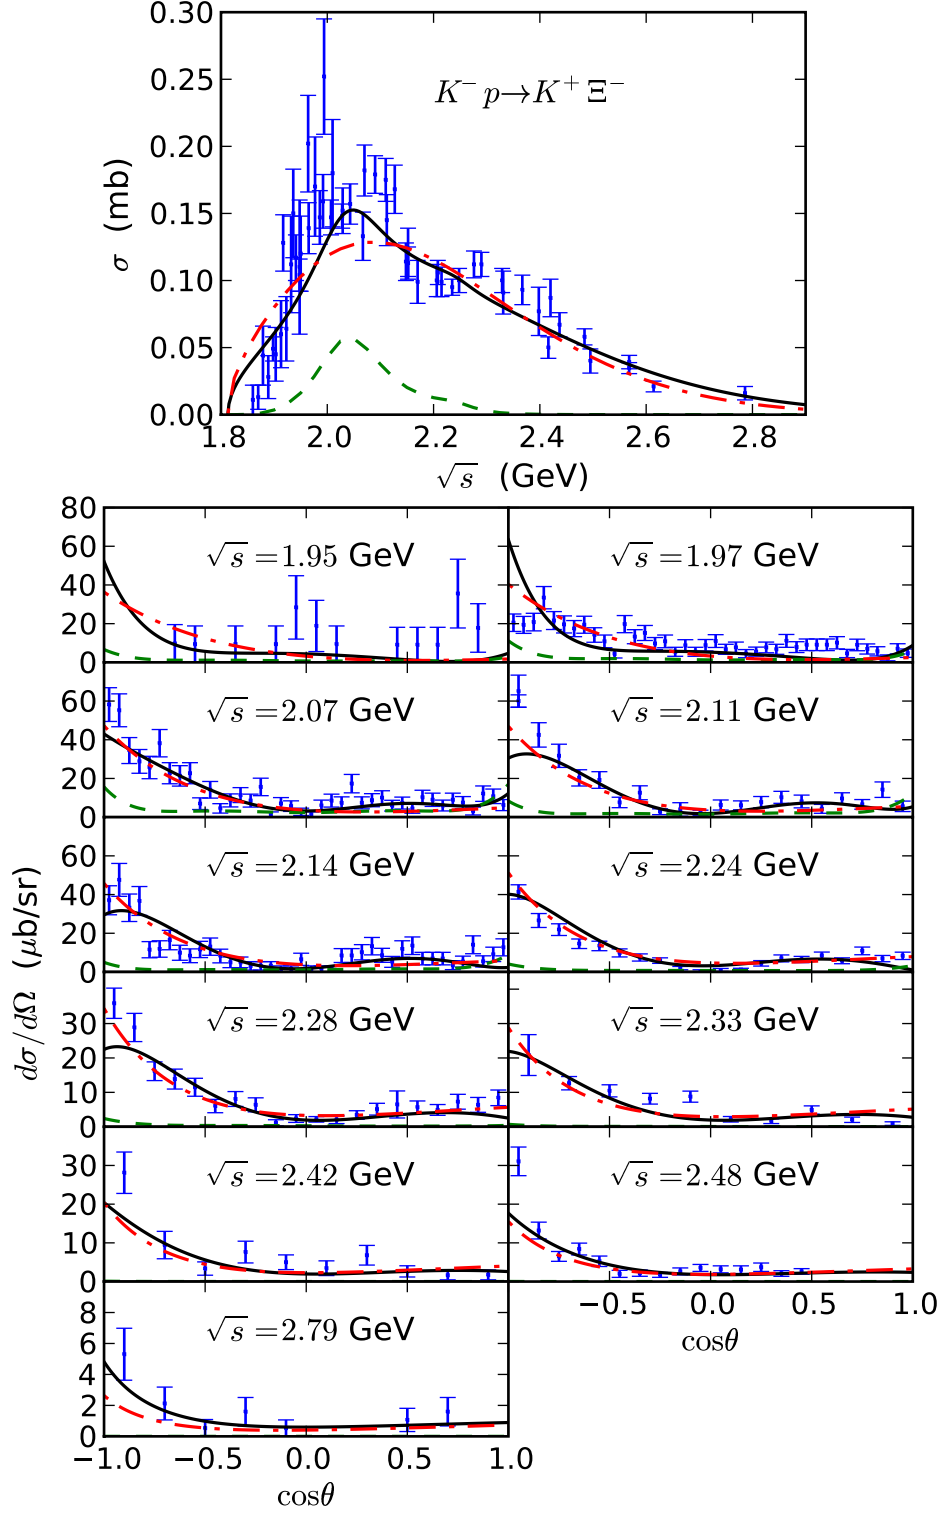 0.30
0.25
0.20
0.15
0.10
0.05
0.00
σ (mb)
K⁻ p→K⁺ Ξ⁻
1.8 2.0 2.2 2.4 2.6 2.8
√s (GeV)
80
60
40
20
0
√s =1.95 GeV
√s =1.97 GeV
60
40
20
0
√s =2.07 GeV
√s =2.11 GeV
60
40
20
0
√s =2.14 GeV
√s =2.24 GeV
dσ/dΩ (μb/sr)
30
20
10
0
√s =2.28 GeV
√s =2.33 GeV
30
20
10
0
√s =2.42 GeV
√s =2.48 GeV
−0.5 0.0 0.5 1.0
cosθ
8
6
4
2
0
√s =2.79 GeV
−1.0 −0.5 0.0 0.5 1.0
cosθ